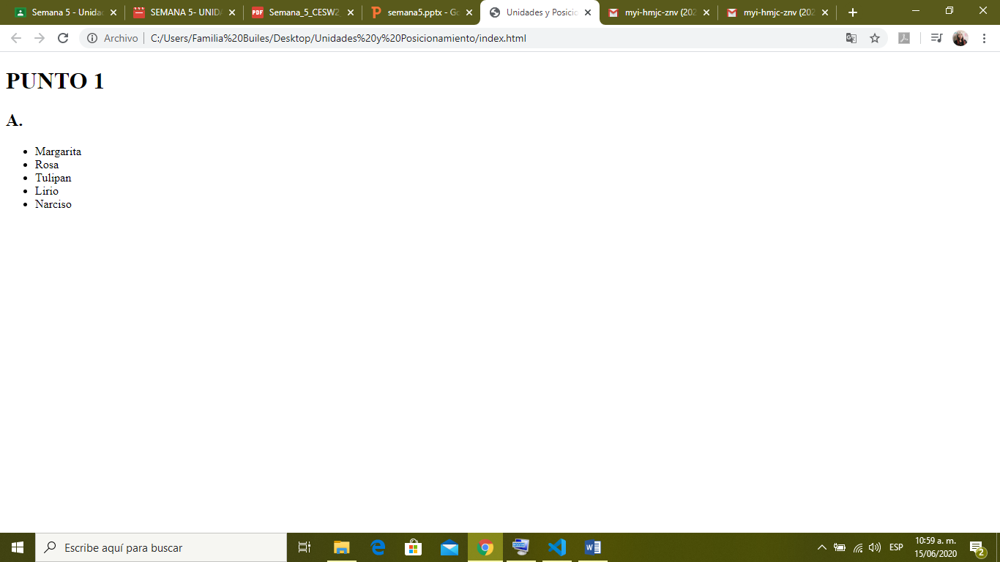 Semana 5 - Unidad
SEMANA 5- UNIDA
Semana_5_CESW2_
semana5.pptx - Go
Unidades y Posicio
myi-hmjc-znv (202
myi-hmjc-znv (202
Archivo
C:/Users/Familia%20Builes/Desktop/Unidades%20y%20Posicionamiento/index.html
PUNTO 1
A.
Margarita
Rosa
Tulipan
Lirio
Narciso
Escribe aquí para buscar
ESP
10:59 a. m.
15/06/2020
2